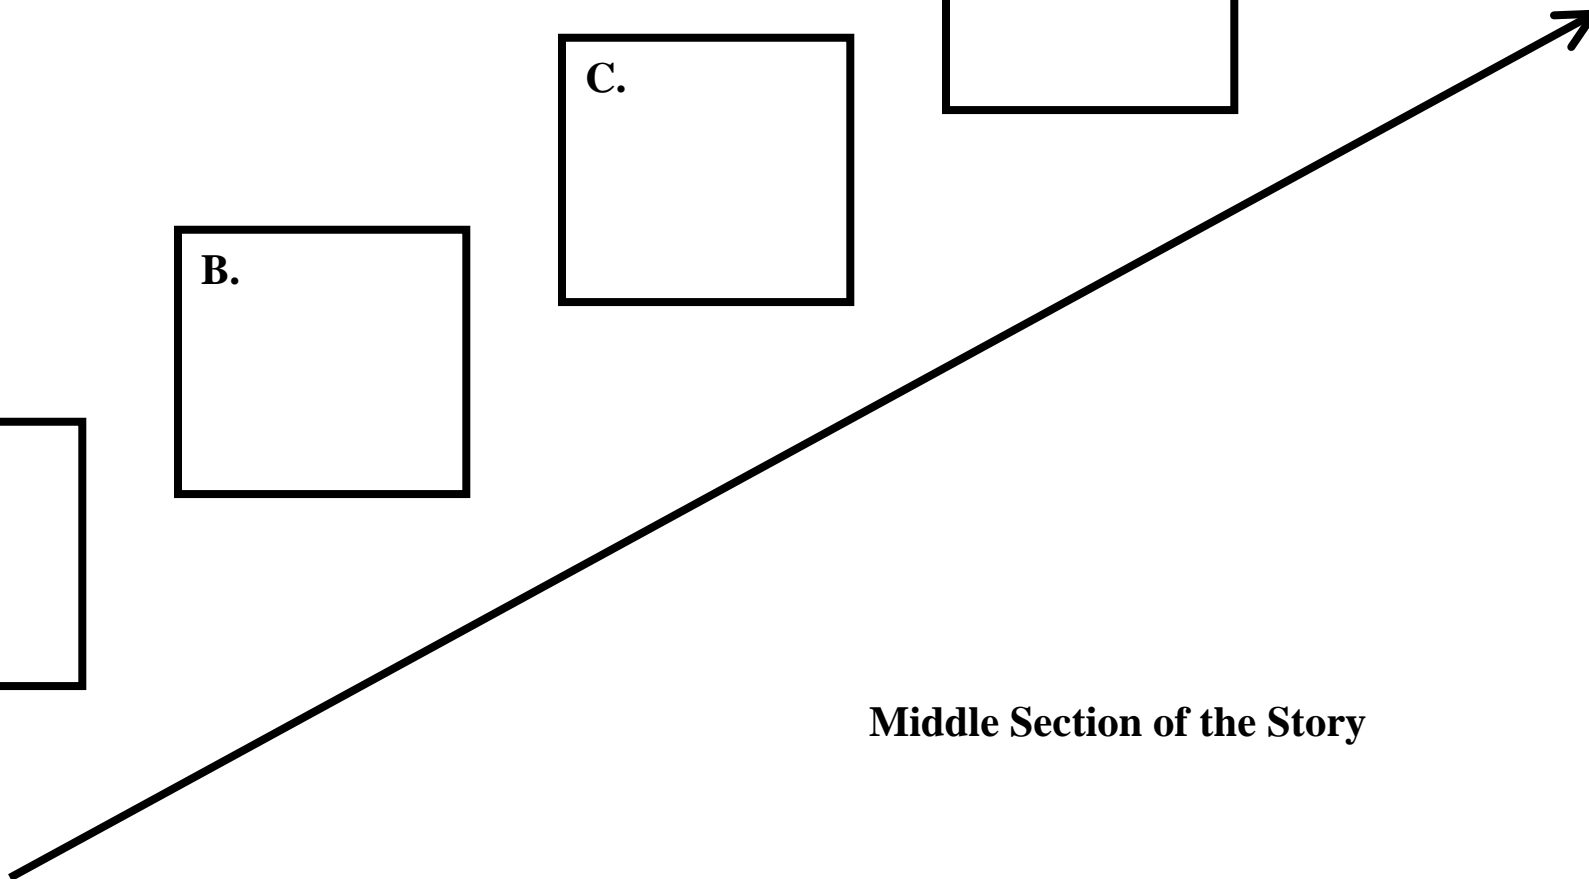 C.
B.
Middle Section of the Story